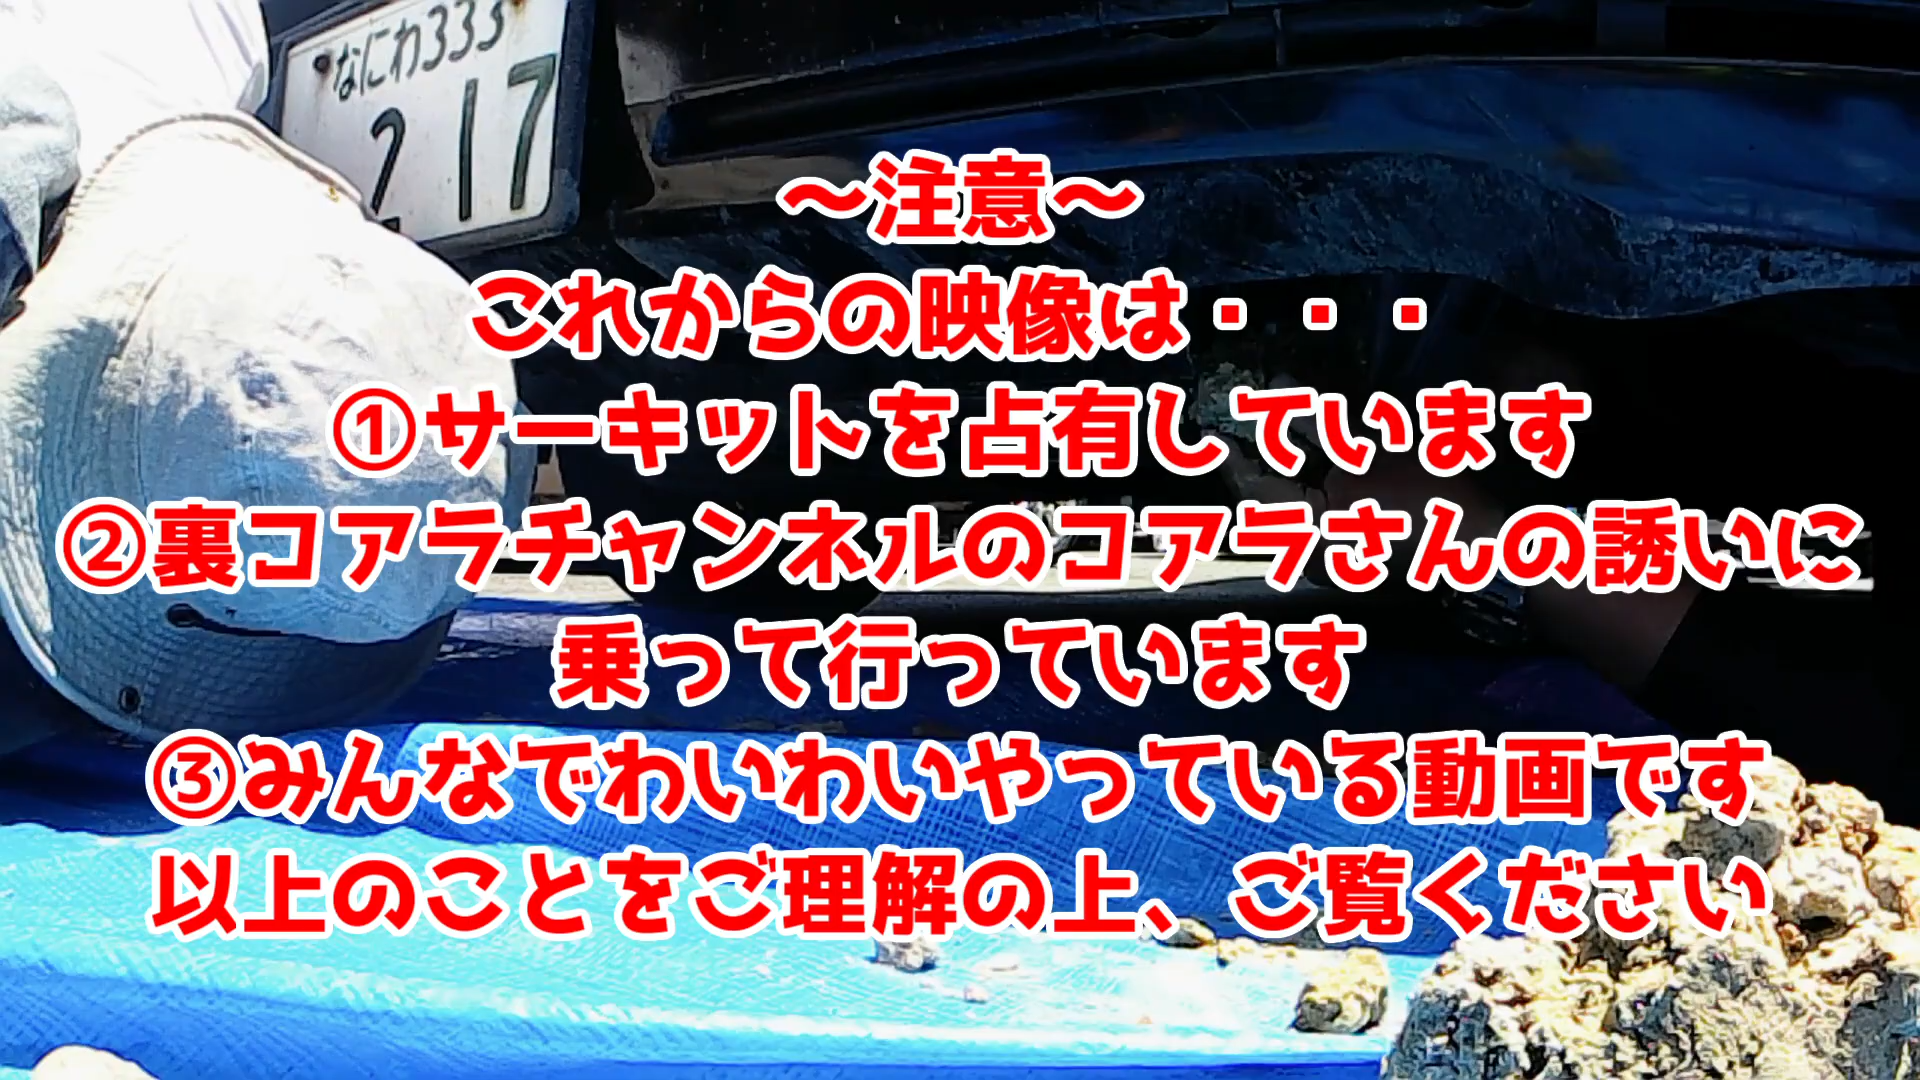 なにわ333
217
～注意～
これからの映像は・・・
①サーキットを占有しています
②裏コアラチャンネルのコアラさんの誘いに
乗って行っています
③みんなでわいわいやっている動画です
以上のことをご理解の上、ご覧ください